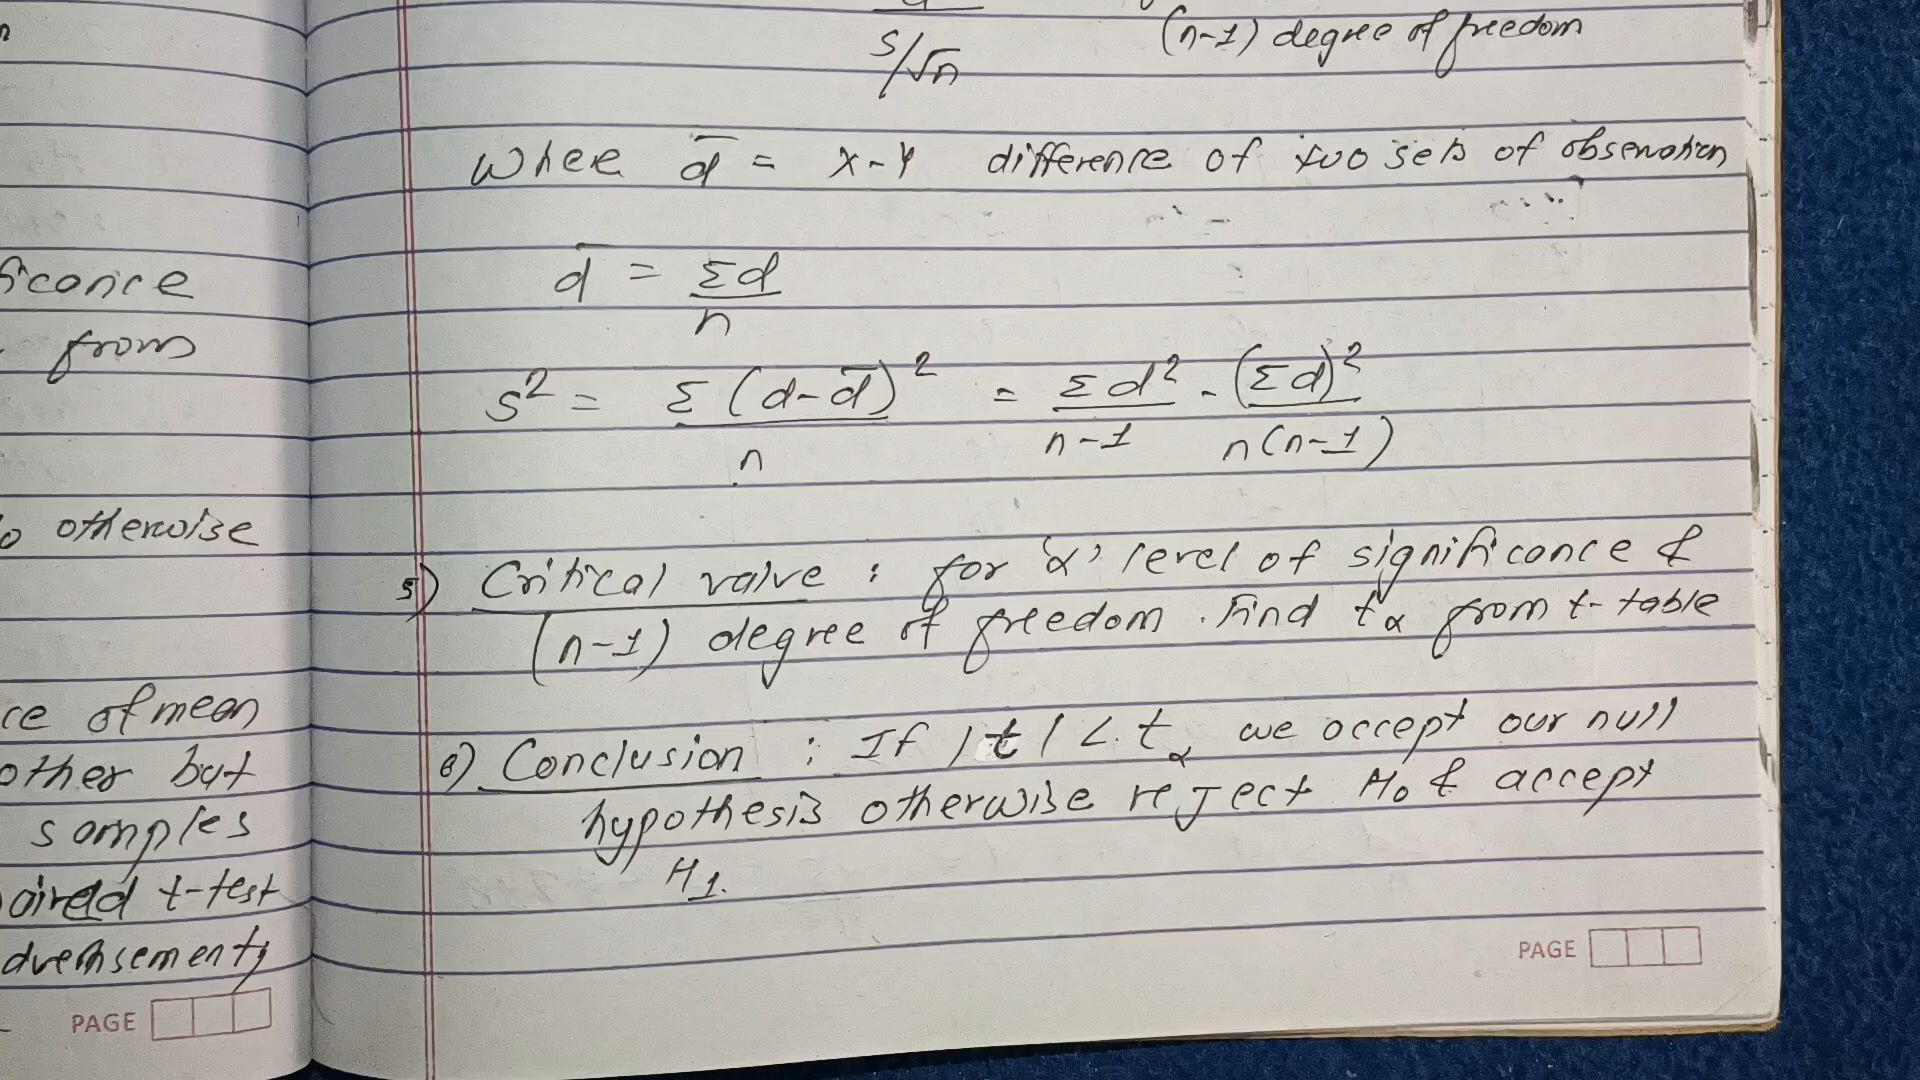 ficance
from
otherwise
ce of mean
other but
samples
aired t-test
dvertisements
PAGE
S/√n
(n-1) degree of freedom
Where d̄ = x-y difference of two sets of observation
d̄ = Σd
n
s² = Σ(d-d̄)² = Σd² - (Σd)²
n n-1 n(n-1)
5) Critical valve : for 'α' level of significance &
(n-1) degree of freedom. Find tα from t-table
6) Conclusion : If |t| < tα we accept our null
hypothesis otherwise reject H₀ & accept
H1.
PAGE